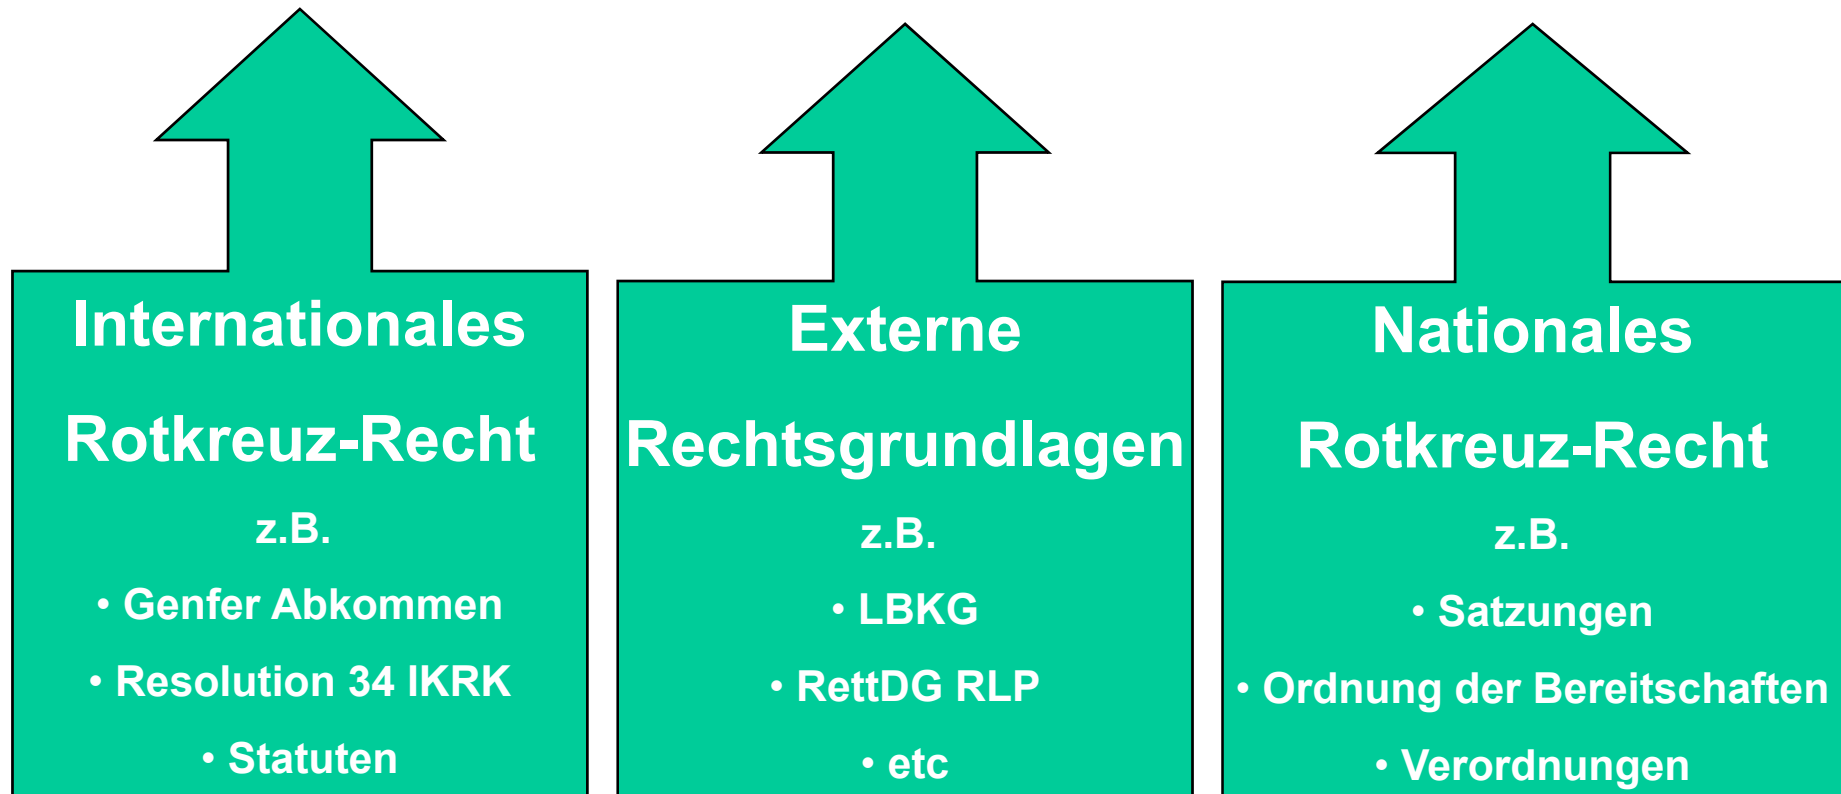 Internationales
Rotkreuz-Recht
z.B.
• Genfer Abkommen
• Resolution 34 IKRK
• Statuten
Externe
Rechtsgrundlagen
z.B.
• LBKG
• RettDG RLP
• etc
Nationales
Rotkreuz-Recht
z.B.
• Satzungen
• Ordnung der Bereitschaften
• Verordnungen